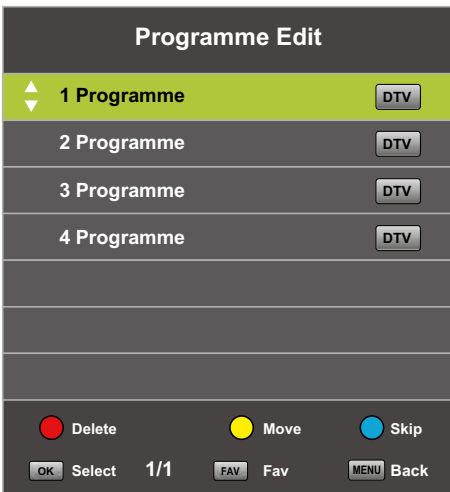 Programme Edit
1 Programme DTV
2 Programme DTV
3 Programme DTV
4 Programme DTV
Delete Move Skip
OK Select 1/1 FAV Fav MENU Back